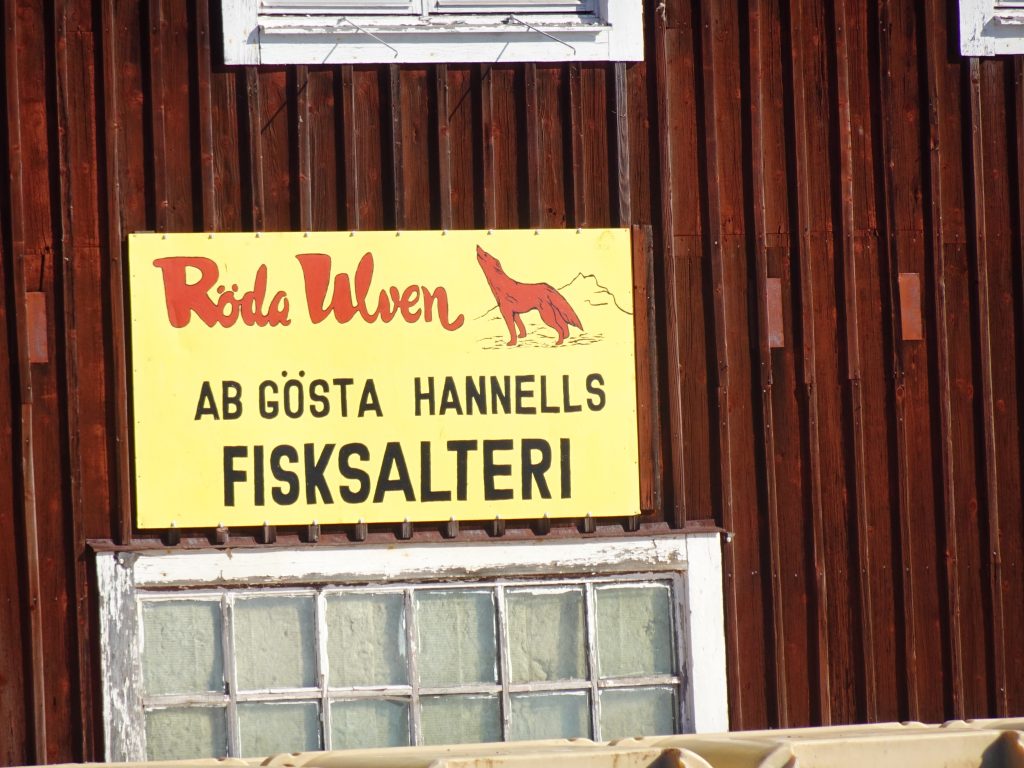 Röda Ulven
AB GÖSTA HANNELLS
FISKSALTERI